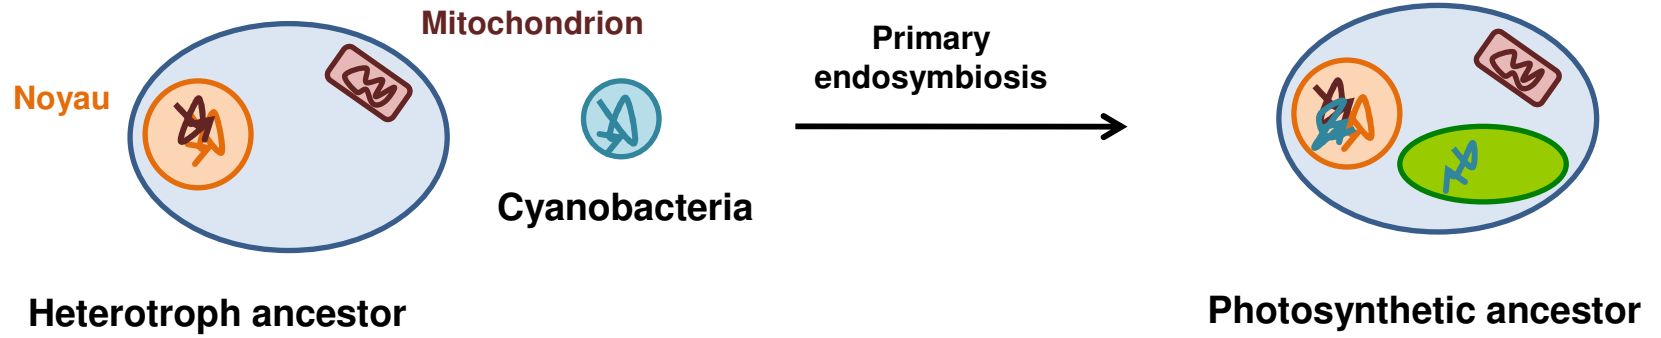 Mitochondrion
Noyau
Cyanobacteria
Heterotroph ancestor
Primary
endosymbiosis
Photosynthetic ancestor